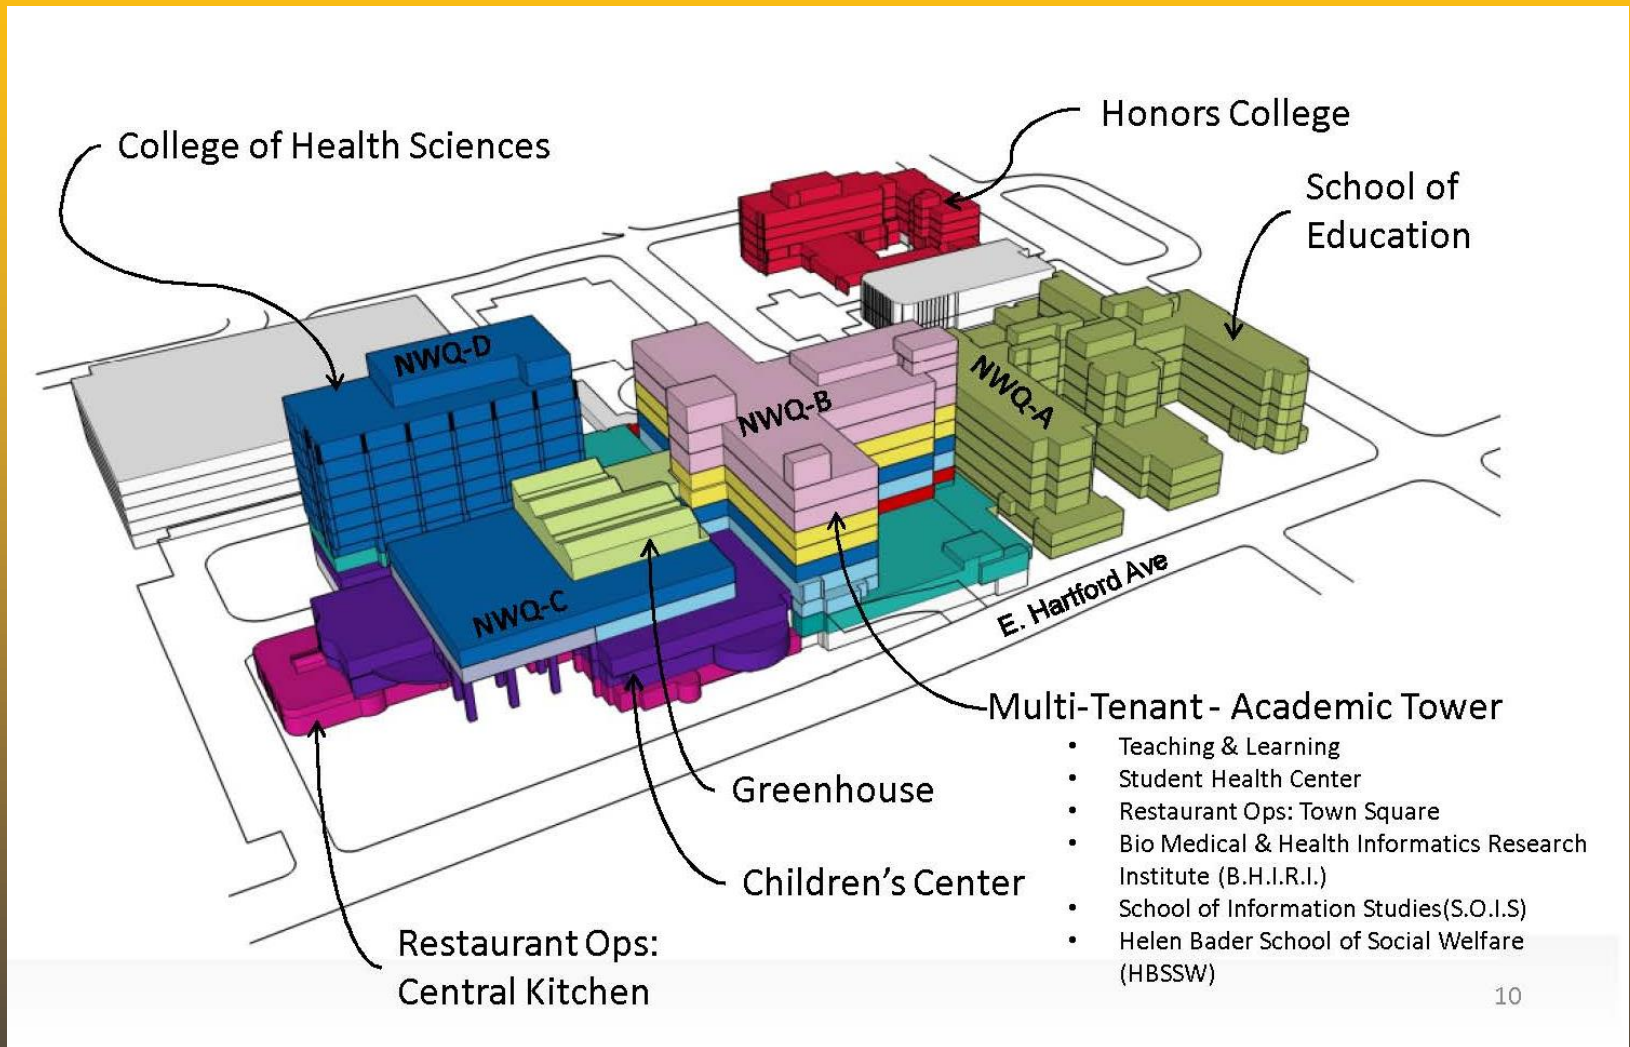 Honors College
College of Health Sciences
School of
Education
NWQ-D
NWQ-B
NWQ-A
NWQ-C
E. Hartford Ave
Multi-Tenant - Academic Tower
• Teaching & Learning
• Student Health Center
• Restaurant Ops: Town Square
• Bio Medical & Health Informatics Research
Institute (B.H.I.R.I.)
• School of Information Studies(S.O.I.S)
• Helen Bader School of Social Welfare
(HBSSW)
Greenhouse
Children's Center
Restaurant Ops:
Central Kitchen
10